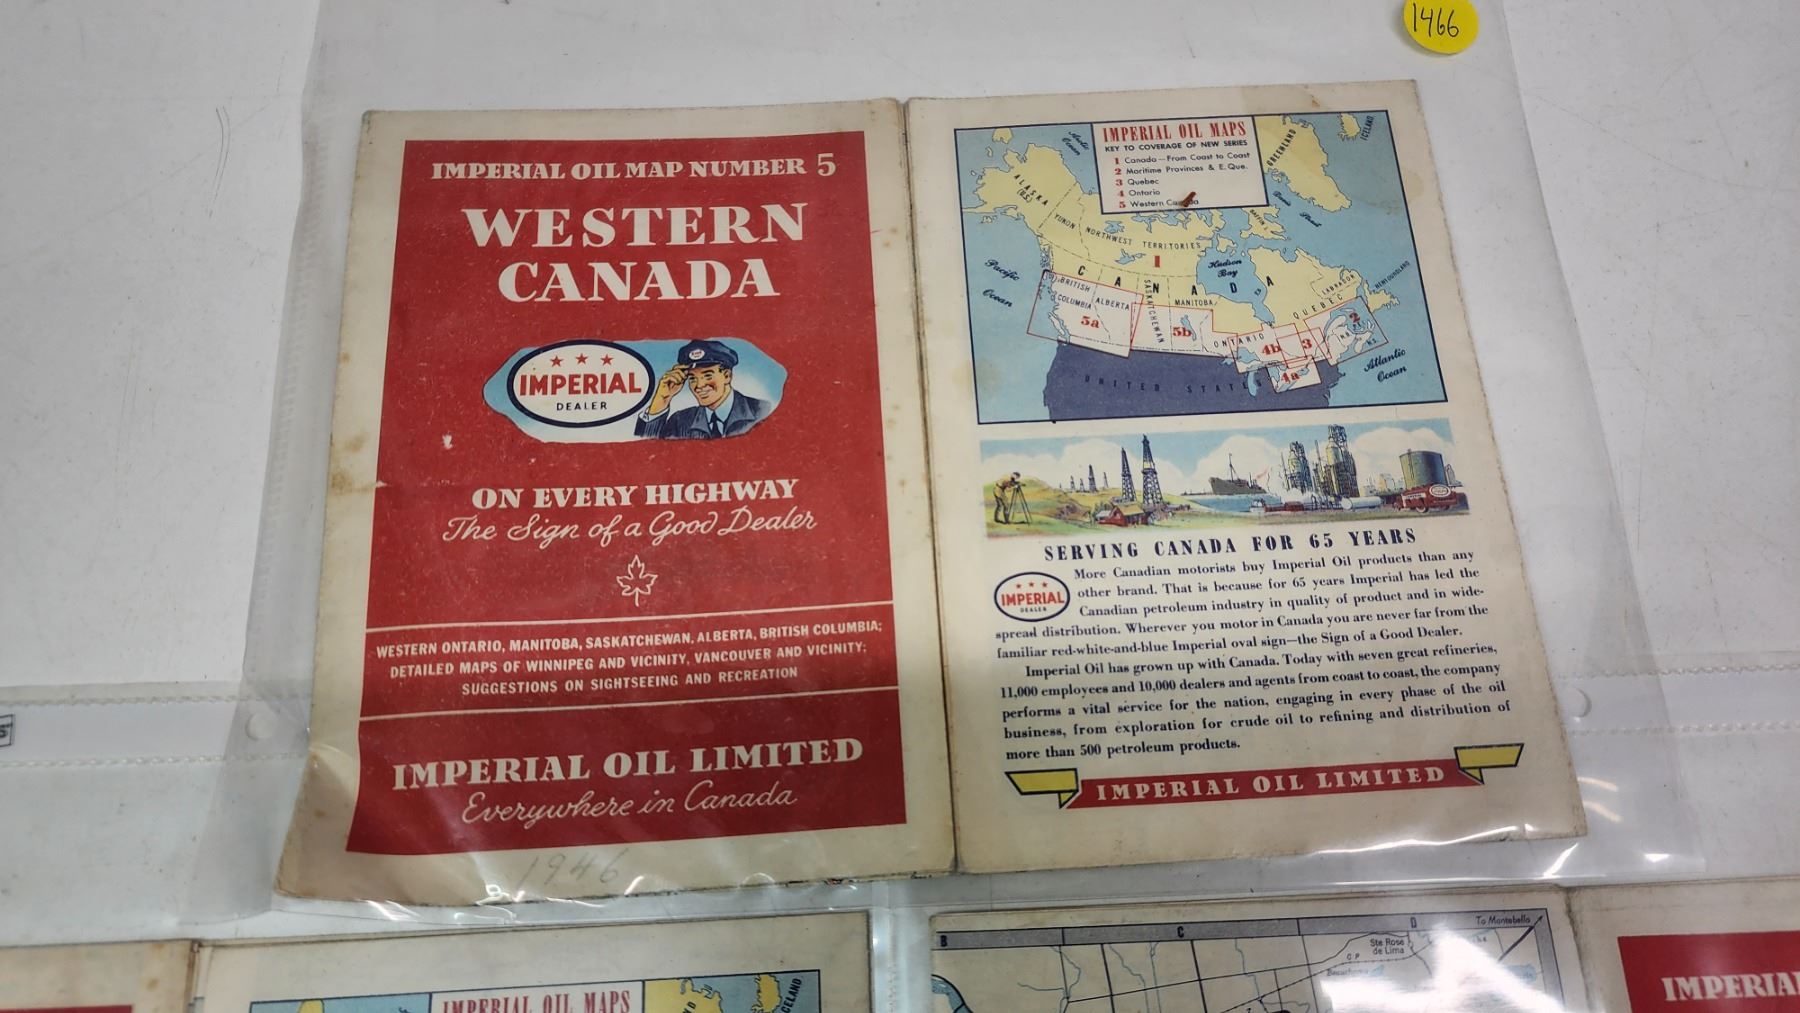 1466
IMPERIAL OIL MAP NUMBER 5
WESTERN
CANADA
IMPERIAL
DEALER
ON EVERY HIGHWAY
The Sign of a Good Dealer
WESTERN ONTARIO, MANITOBA, SASKATCHEWAN, ALBERTA, BRITISH COLUMBIA;
DETAILED MAPS OF WINNIPEG AND VICINITY, VANCOUVER AND VICINITY;
SUGGESTIONS ON SIGHTSEEING AND RECREATION
IMPERIAL OIL LIMITED
Everywhere in Canada
1946
IMPERIAL OIL MAPS
KEY TO COVERAGE OF NEW SERIES
1 Canada—From Coast to Coast
2 Maritime Provinces & E. Que.
3 Quebec
4 Ontario
5 Western Canada
Arctic
Ocean
GREENLAND
ICELAND
ALASKA
(U.S.)
YUKON
NORTHWEST TERRITORIES
1
Hudson
Bay
Davis Strait
BAFFIN I.
Pacific
Ocean
CANADA
BRITISH
COLUMBIA
ALBERTA
SASKATCHEWAN
MANITOBA
ONTARIO
QUEBEC
LABRADOR
NEWFOUNDLAND
5a
5b
4b
3
2
4a
N.B.
N.S.
Atlantic
Ocean
UNITED STATES
SERVING CANADA FOR 65 YEARS
IMPERIAL
DEALER
More Canadian motorists buy Imperial Oil products than any
other brand. That is because for 65 years Imperial has led the
Canadian petroleum industry in quality of product and in wide-
spread distribution. Wherever you motor in Canada you are never far from the
familiar red-white-and-blue Imperial oval sign—the Sign of a Good Dealer.
Imperial Oil has grown up with Canada. Today with seven great refineries,
11,000 employees and 10,000 dealers and agents from coast to coast, the company
performs a vital service for the nation, engaging in every phase of the oil
business, from exploration for crude oil to refining and distribution of
more than 500 petroleum products.
IMPERIAL OIL LIMITED
IMPERIAL OIL MAPS
ICELAND
B
C
D
To Montebello
Ste Rose
de Lima
C P
IMPERIA